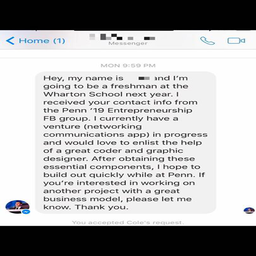 Home (1)
Messenger
MON 9:59 PM
Hey, my name is and I'm
going to be a freshman at the
Wharton School next year. I
received your contact info from
the Penn '19 Entrepreneurship
FB group. I currently have a
venture (networking
communications app) in progress
and would love to enlist the help
of a great coder and graphic
designer. After obtaining these
essential components, I hope to
build out quickly while at Penn. If
you're interested in working on
another project with a great
business model, please let me
know. Thank you.
You accepted Cole's request.